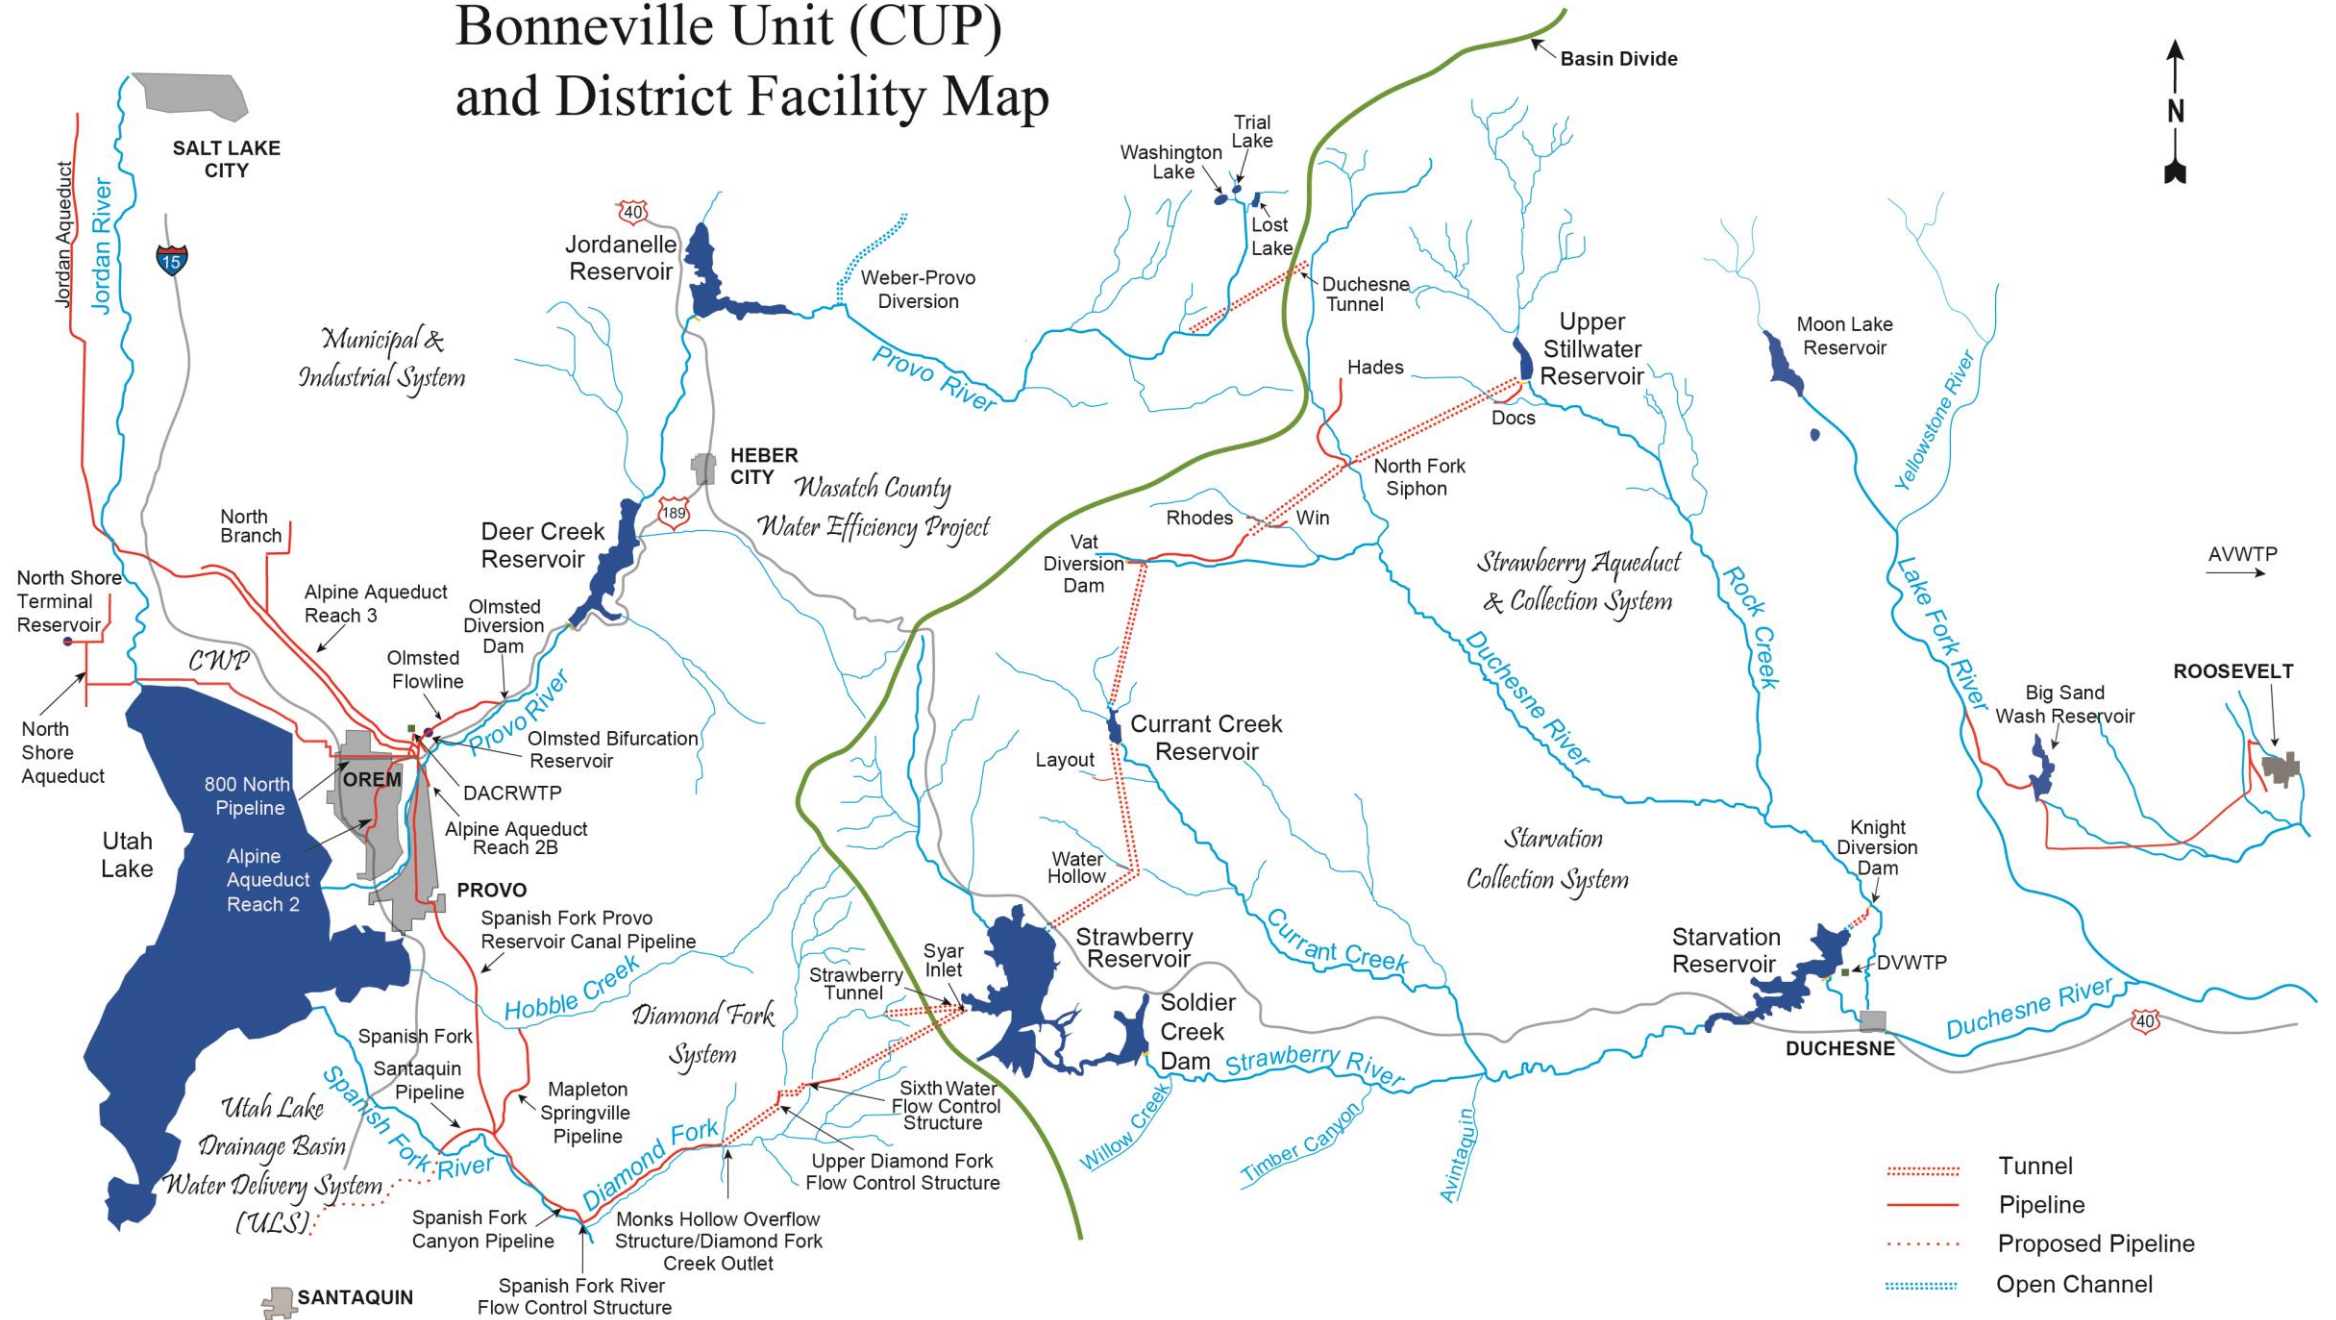 Bonneville Unit (CUP)
and District Facility Map
Basin Divide
N
SALT LAKE
CITY
Jordan Aqueduct
Jordan River
15
40
Jordanelle
Reservoir
Weber-Provo
Diversion
Washington
Lake
Trial
Lake
Lost
Lake
Duchesne
Tunnel
Provo River
Municipal &
Industrial System
Upper
Stillwater
Reservoir
Hades
Docs
Moon Lake
Reservoir
Yellowstone River
HEBER
CITY
189
Wasatch County
Water Efficiency Project
North Fork
Siphon
Rhodes
Win
Vat
Diversion
Dam
Deer Creek
Reservoir
North
Branch
North Shore
Terminal
Reservoir
Alpine Aqueduct
Reach 3
Olmsted
Diversion
Dam
CWP
Olmsted
Flowline
Provo River
Strawberry Aqueduct
& Collection System
Rock Creek
Lake Fork River
AVWTP
ROOSEVELT
Duchesne River
Big Sand
Wash Reservoir
Currant Creek
Reservoir
Layout
North
Shore
Aqueduct
Olmsted Bifurcation
Reservoir
OREM
800 North
Pipeline
DACRWTP
Alpine Aqueduct
Reach 2B
Utah
Lake
Alpine
Aqueduct
Reach 2
PROVO
Water
Hollow
Starvation
Collection System
Knight
Diversion
Dam
Spanish Fork Provo
Reservoir Canal Pipeline
Syar
Inlet
Strawberry
Tunnel
Strawberry
Reservoir
Currant Creek
Starvation
Reservoir
DVWTP
Hobble Creek
Diamond Fork
System
Soldier
Creek
Dam
Duchesne River
40
Spanish Fork
Santaquin
Pipeline
DUCHESNE
Strawberry River
Spanish Fork River
Mapleton
Springville
Pipeline
Sixth Water
Flow Control
Structure
Willow Creek
Timber Canyon
Avintaquin
Utah Lake
Drainage Basin
Water Delivery System
(ULS)
Diamond Fork
Upper Diamond Fork
Flow Control Structure
Spanish Fork
Canyon Pipeline
Monks Hollow Overflow
Structure/Diamond Fork
Creek Outlet
Spanish Fork River
Flow Control Structure
SANTAQUIN
Tunnel
Pipeline
Proposed Pipeline
Open Channel